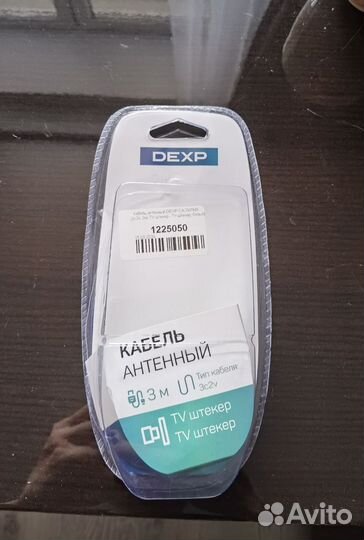 DEXP
1225050
КАБЕЛЬ
АНТЕННЫЙ
3 м
Тип кабеля
3c2v
TV штекер
TV штекер
Avito